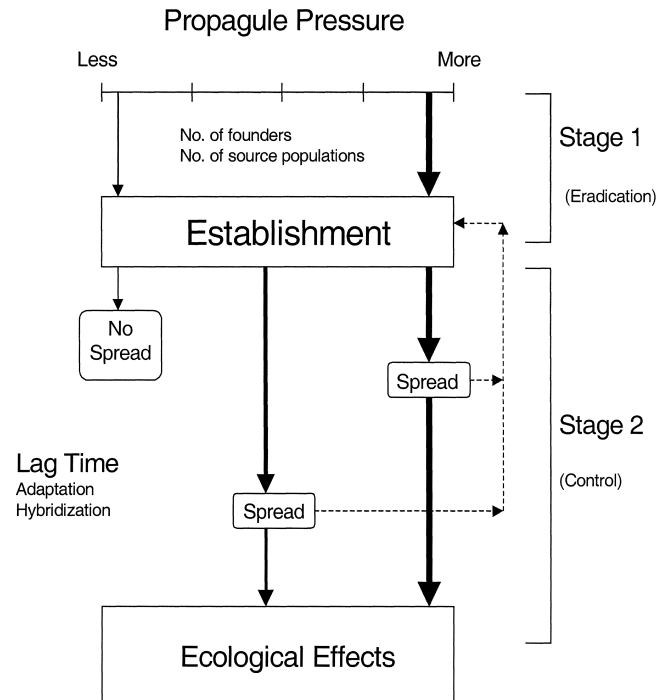 Propagule Pressure
Less
More
No. of founders
No. of source populations
Stage 1
(Eradication)
Establishment
No
Spread
Spread
Stage 2
(Control)
Lag Time
Adaptation
Hybridization
Spread
Ecological Effects